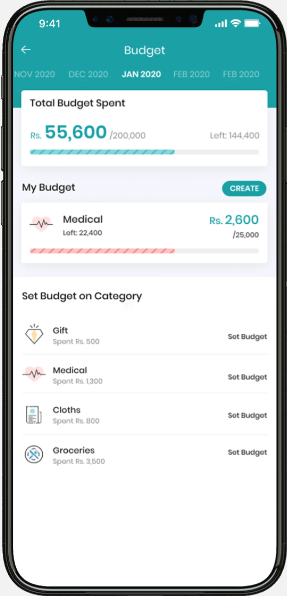 9:41
Budget
NOV 2020 DEC 2020 JAN 2020 FEB 2020 FEB 2020
Total Budget Spent
Rs. 55,600 /200,000 Left: 144,400
My Budget CREATE
Medical Rs. 2,600
Left: 22,400 /25,000
Set Budget on Category
Gift
Spent Rs. 500 Set Budget
Medical
Spent Rs. 1,300 Set Budget
Cloths
Spent Rs. 800 Set Budget
Groceries
Spent Rs. 3,500 Set Budget